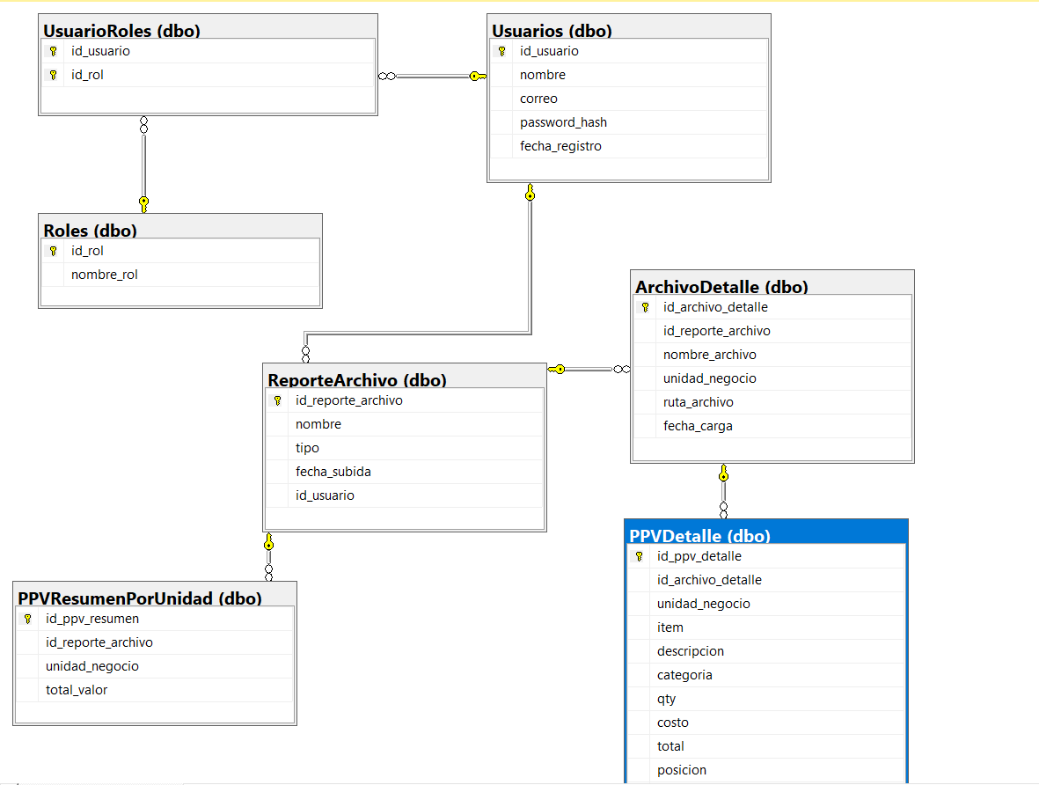 UsuarioRoles (dbo)
id_usuario
id_rol
Usuarios (dbo)
id_usuario
nombre
correo
password_hash
fecha_registro
Roles (dbo)
id_rol
nombre_rol
ArchivoDetalle (dbo)
id_archivo_detalle
id_reporte_archivo
nombre_archivo
unidad_negocio
ruta_archivo
fecha_carga
ReporteArchivo (dbo)
id_reporte_archivo
nombre
tipo
fecha_subida
id_usuario
PPVDetalle (dbo)
id_ppv_detalle
id_archivo_detalle
unidad_negocio
item
descripcion
categoria
qty
costo
total
posicion
PPVResumenPorUnidad (dbo)
id_ppv_resumen
id_reporte_archivo
unidad_negocio
total_valor